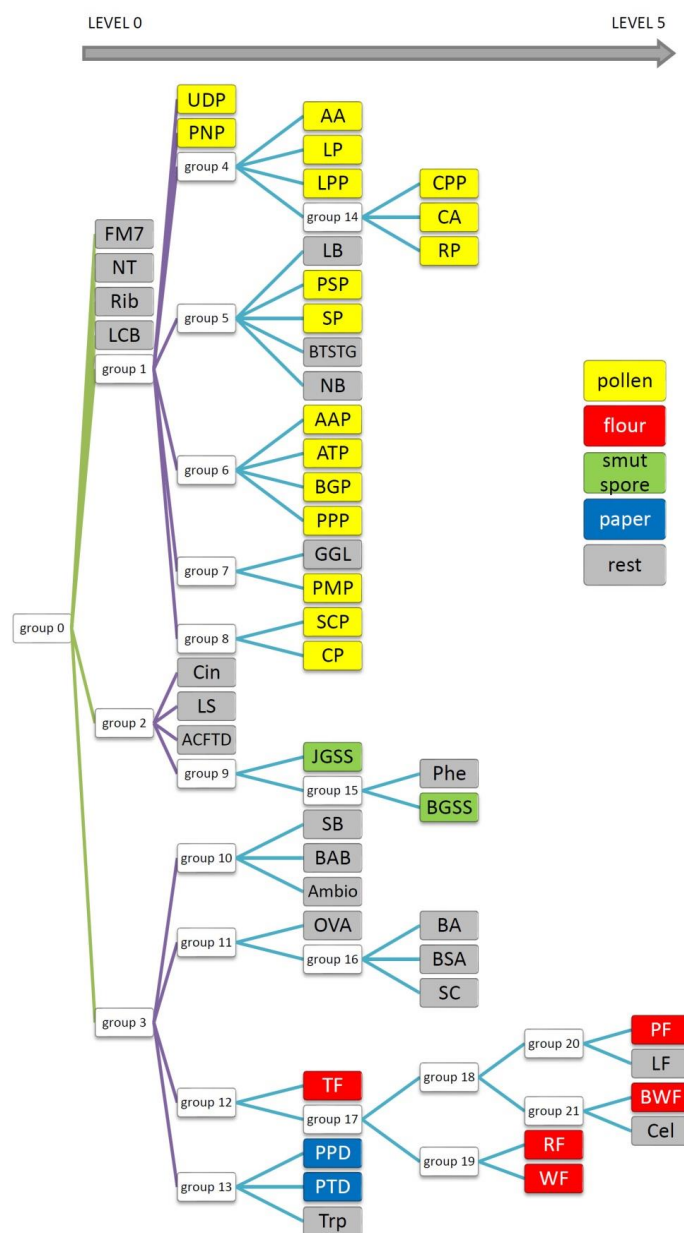 LEVEL 0
LEVEL 5
UDP
PNP
group 4
AA
LP
LPP
group 14
CPP
CA
RP
FM7
NT
Rib
LCB
group 1
group 5
LB
PSP
SP
BTSTG
NB
group 6
AAP
ATP
BGP
PPP
group 7
GGL
PMP
group 8
SCP
CP
pollen
flour
smut
spore
paper
rest
group 0
group 2
Cin
LS
ACFTD
group 9
JGSS
group 15
Phe
BGSS
group 3
group 10
SB
BAB
Ambio
group 11
OVA
group 16
BA
BSA
SC
group 12
TF
group 17
group 18
group 20
PF
LF
group 21
BWF
Cel
group 19
RF
WF
group 13
PPD
PTD
Trp